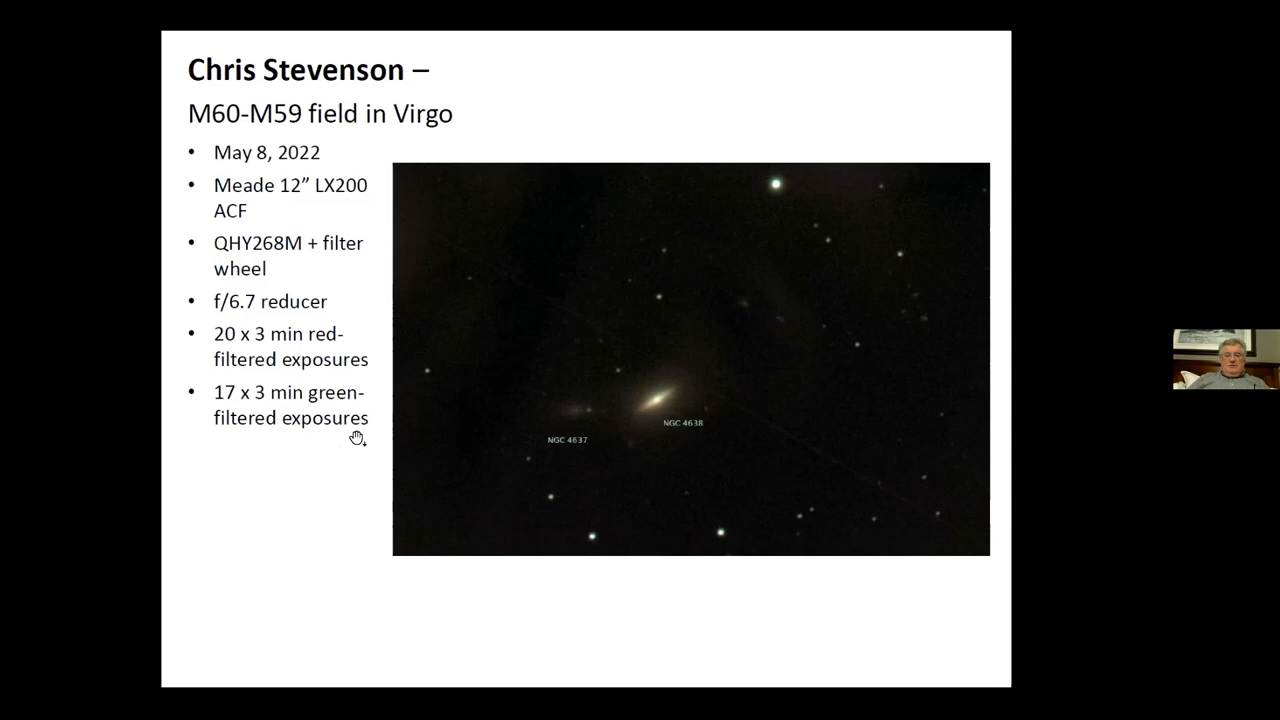 Chris Stevenson –
M60-M59 field in Virgo
• May 8, 2022
• Meade 12” LX200
ACF
• QHY268M + filter
wheel
• f/6.7 reducer
• 20 x 3 min red-
filtered exposures
• 17 x 3 min green-
filtered exposures
NGC 4638
NGC 4637